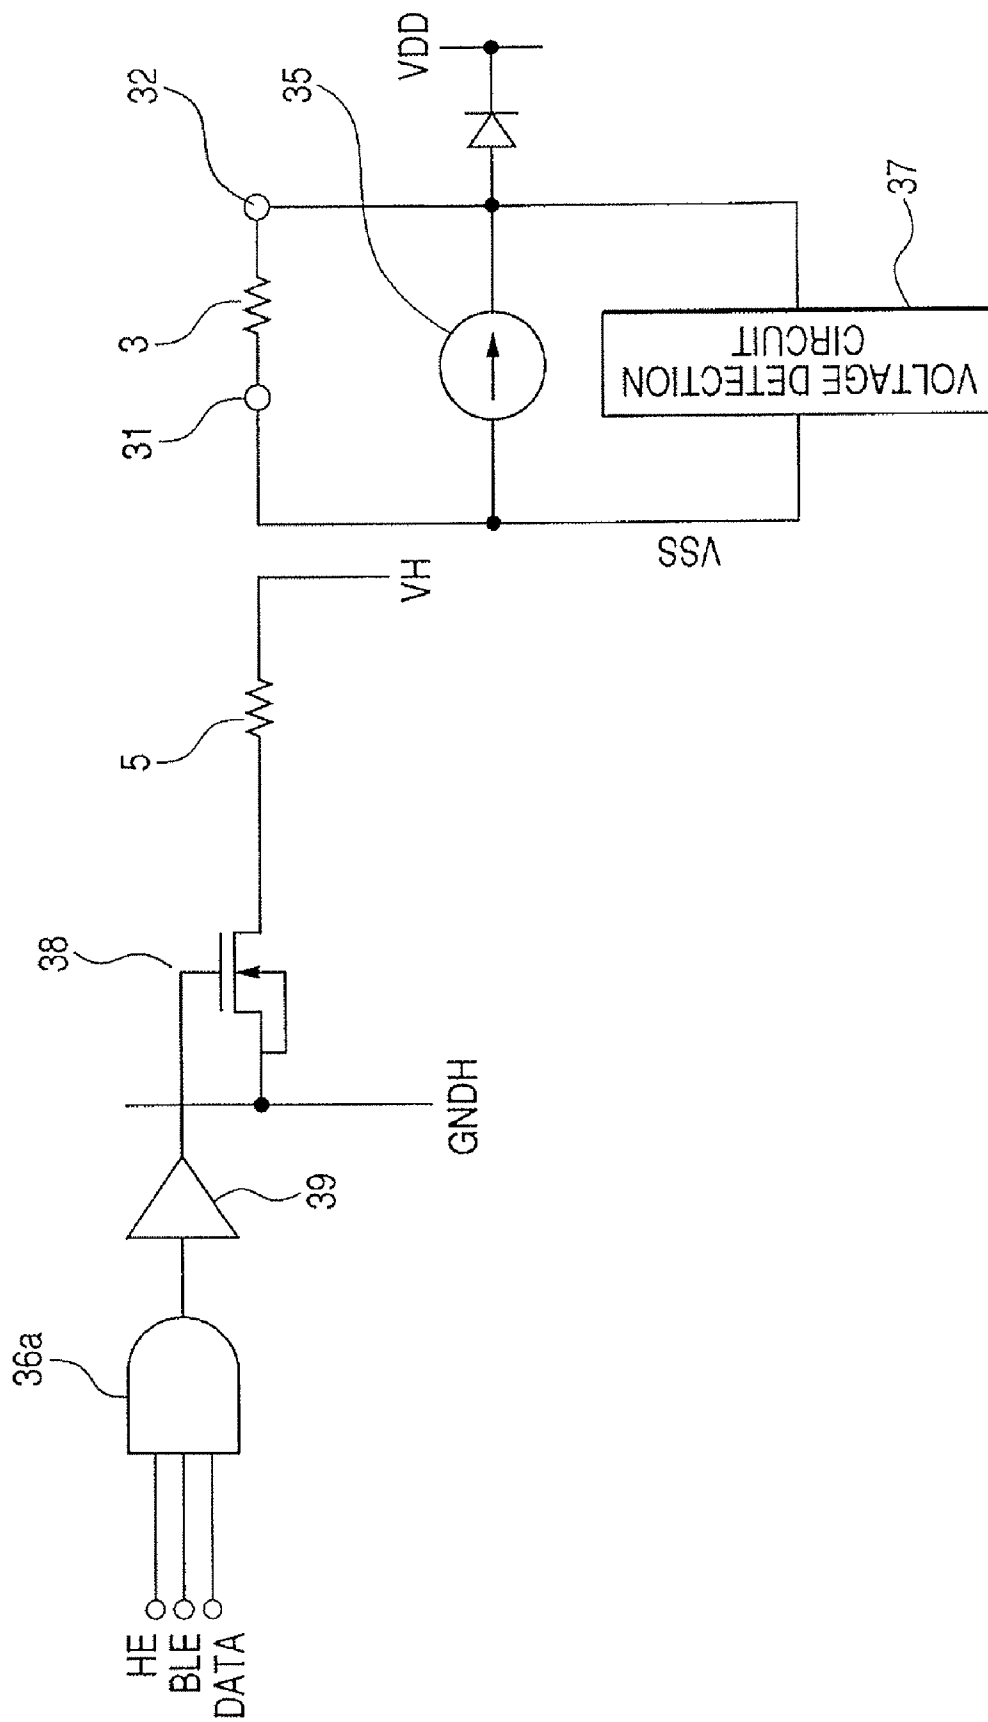 HE
BLE
DATA
36a
39
38
GNDH
5
VH
31
3
32
35
VDD
VSS
VOLTAGE DETECTION
CIRCUIT
37